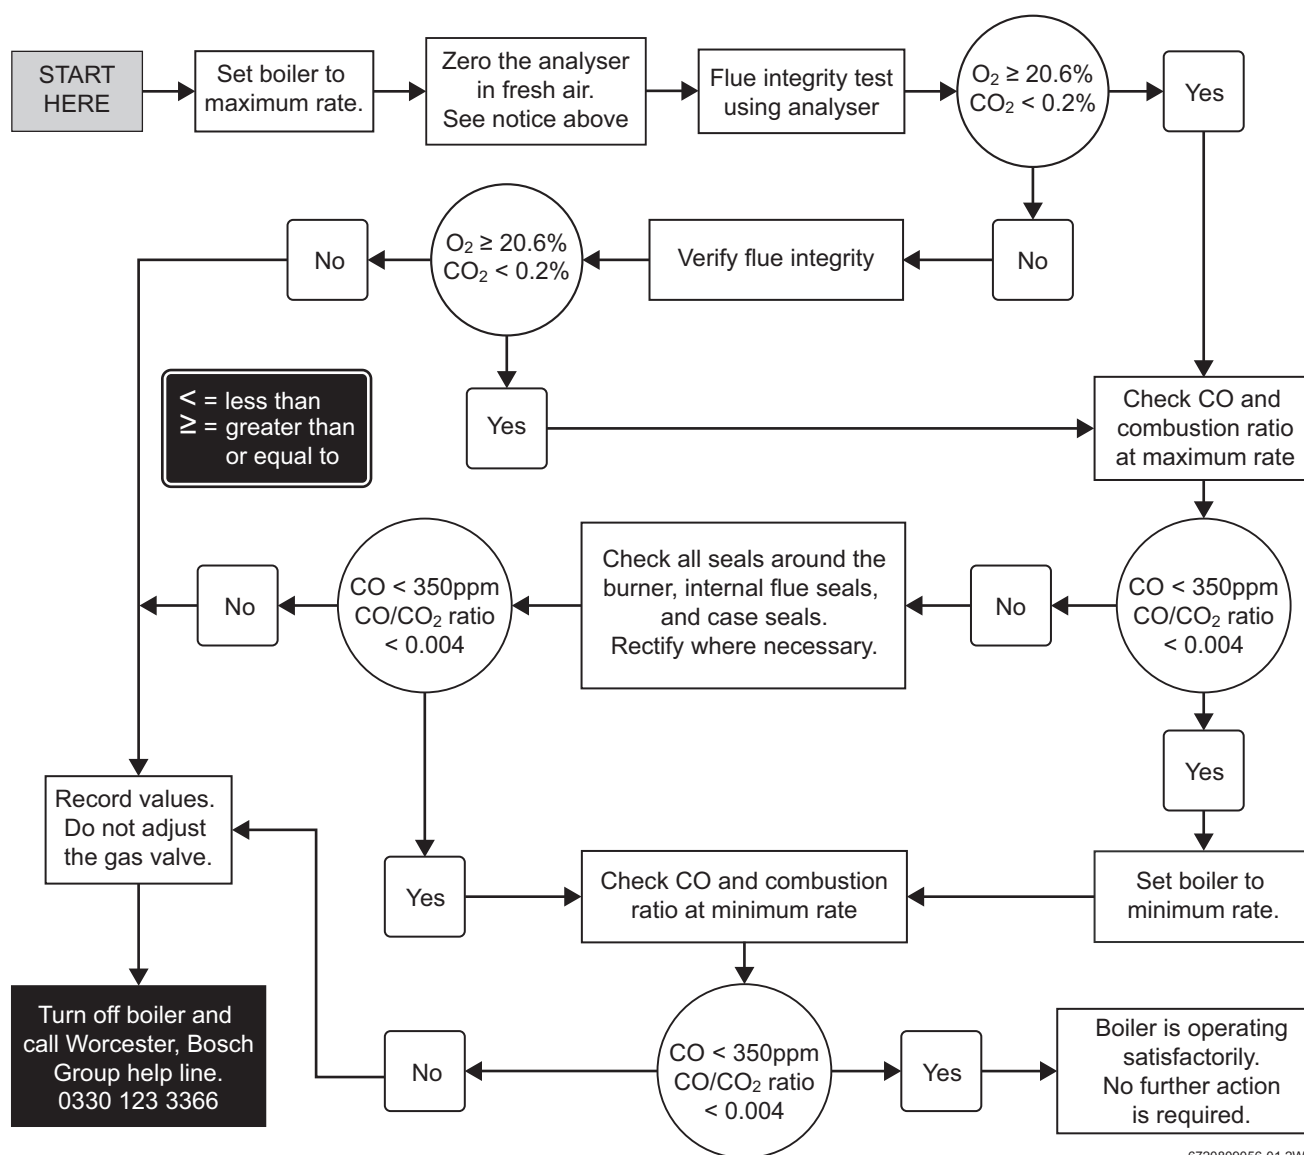 START
HERE
Set boiler to
maximum rate.
Zero the analyser
in fresh air.
See notice above
Flue integrity test
using analyser
O₂ ≥ 20.6%
CO₂ < 0.2%
Yes
No
O₂ ≥ 20.6%
CO₂ < 0.2%
Verify flue integrity
No
< = less than
≥ = greater than
or equal to
Yes
Check CO and
combustion ratio
at maximum rate
No
CO < 350ppm
CO/CO₂ ratio
< 0.004
Check all seals around the
burner, internal flue seals,
and case seals.
Rectify where necessary.
No
CO < 350ppm
CO/CO₂ ratio
< 0.004
Yes
Record values.
Do not adjust
the gas valve.
Yes
Check CO and combustion
ratio at minimum rate
Set boiler to
minimum rate.
Turn off boiler and
call Worcester, Bosch
Group help line.
0330 123 3366
No
CO < 350ppm
CO/CO₂ ratio
< 0.004
Yes
Boiler is operating
satisfactorily.
No further action
is required.